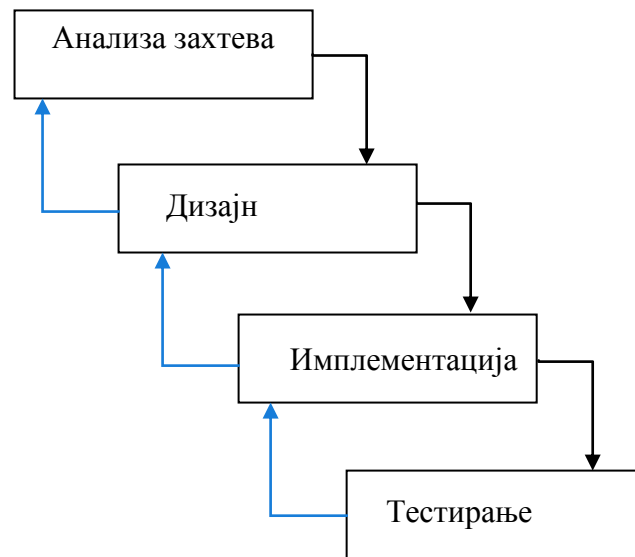 Анализа захтева
Дизајн
Имплементација
Тестирање